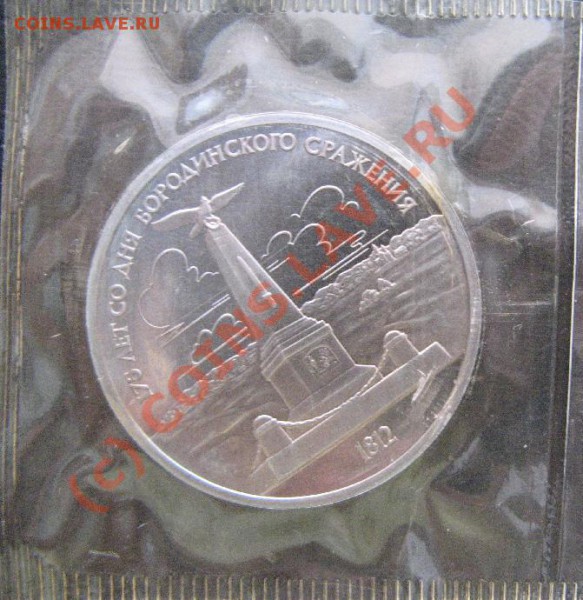 COINS.LAVE.RU
175 ЛЕТ СО ДНЯ БОРОДИНСКОГО СРАЖЕНИЯ
1812
(c) COINS.LAVE.RU